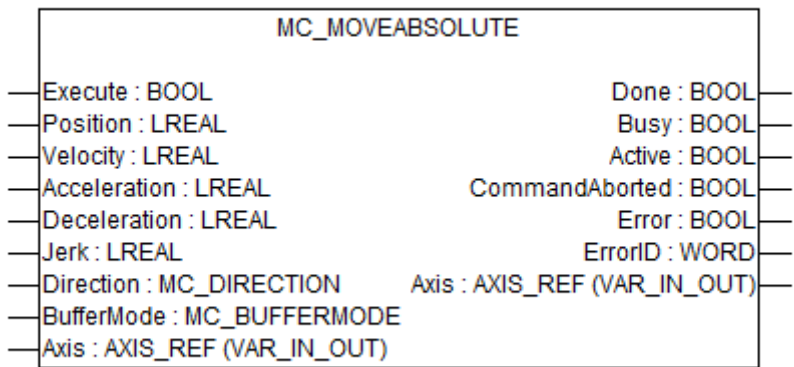 MC_MOVEABSOLUTE
Execute : BOOL Done : BOOL
Position : LREAL Busy : BOOL
Velocity : LREAL Active : BOOL
Acceleration : LREAL CommandAborted : BOOL
Deceleration : LREAL Error : BOOL
Jerk : LREAL ErrorID : WORD
Direction : MC_DIRECTION Axis : AXIS_REF (VAR_IN_OUT)
BufferMode : MC_BUFFERMODE
Axis : AXIS_REF (VAR_IN_OUT)